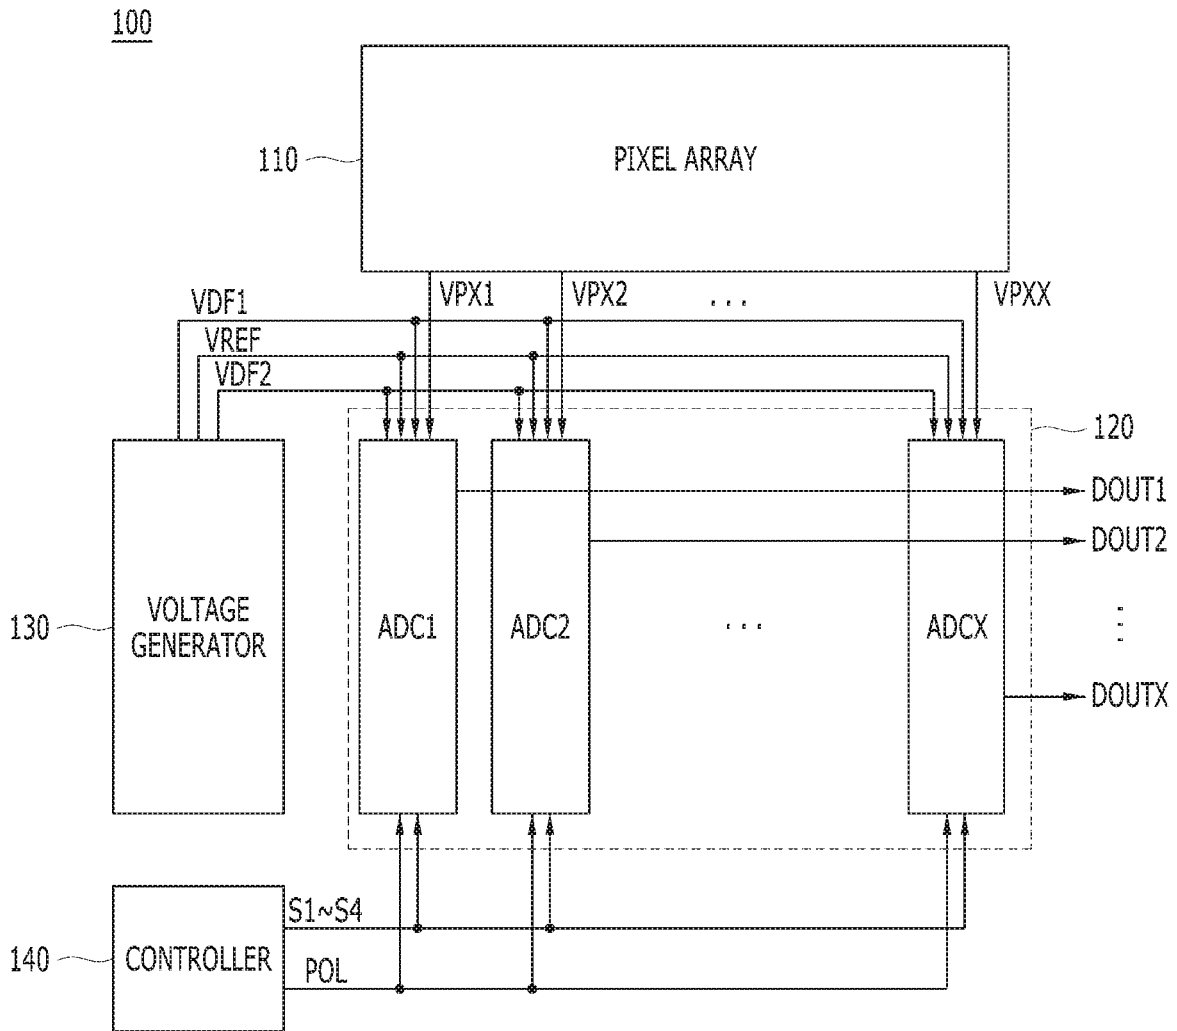 100
110
PIXEL ARRAY
VPX1
VPX2
...
VPXX
VDF1
VREF
VDF2
120
130
VOLTAGE
GENERATOR
ADC1
ADC2
...
ADCX
DOUT1
DOUT2
...
DOUTX
140
CONTROLLER
S1~S4
POL